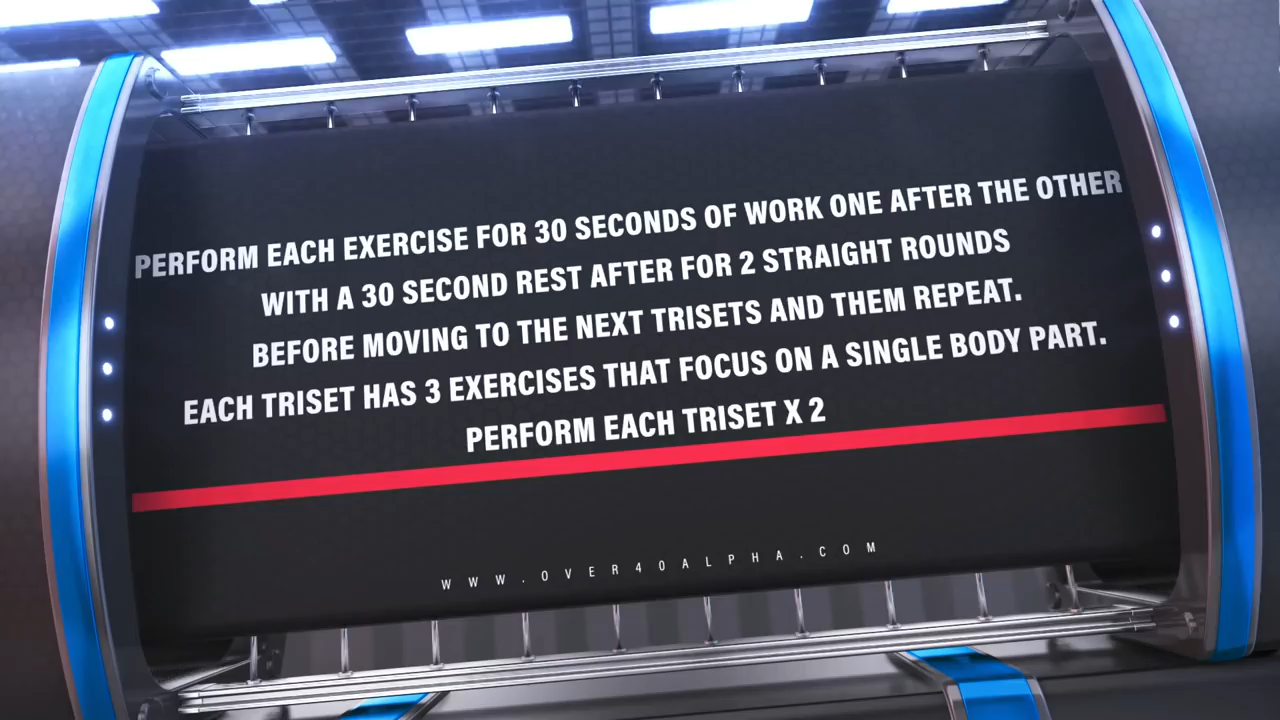 PERFORM EACH EXERCISE FOR 30 SECONDS OF WORK ONE AFTER THE OTHER
WITH A 30 SECOND REST AFTER FOR 2 STRAIGHT ROUNDS
BEFORE MOVING TO THE NEXT TRISETS AND THEM REPEAT.
EACH TRISET HAS 3 EXERCISES THAT FOCUS ON A SINGLE BODY PART.
PERFORM EACH TRISET X 2
WWW.OVER40ALPHA.COM